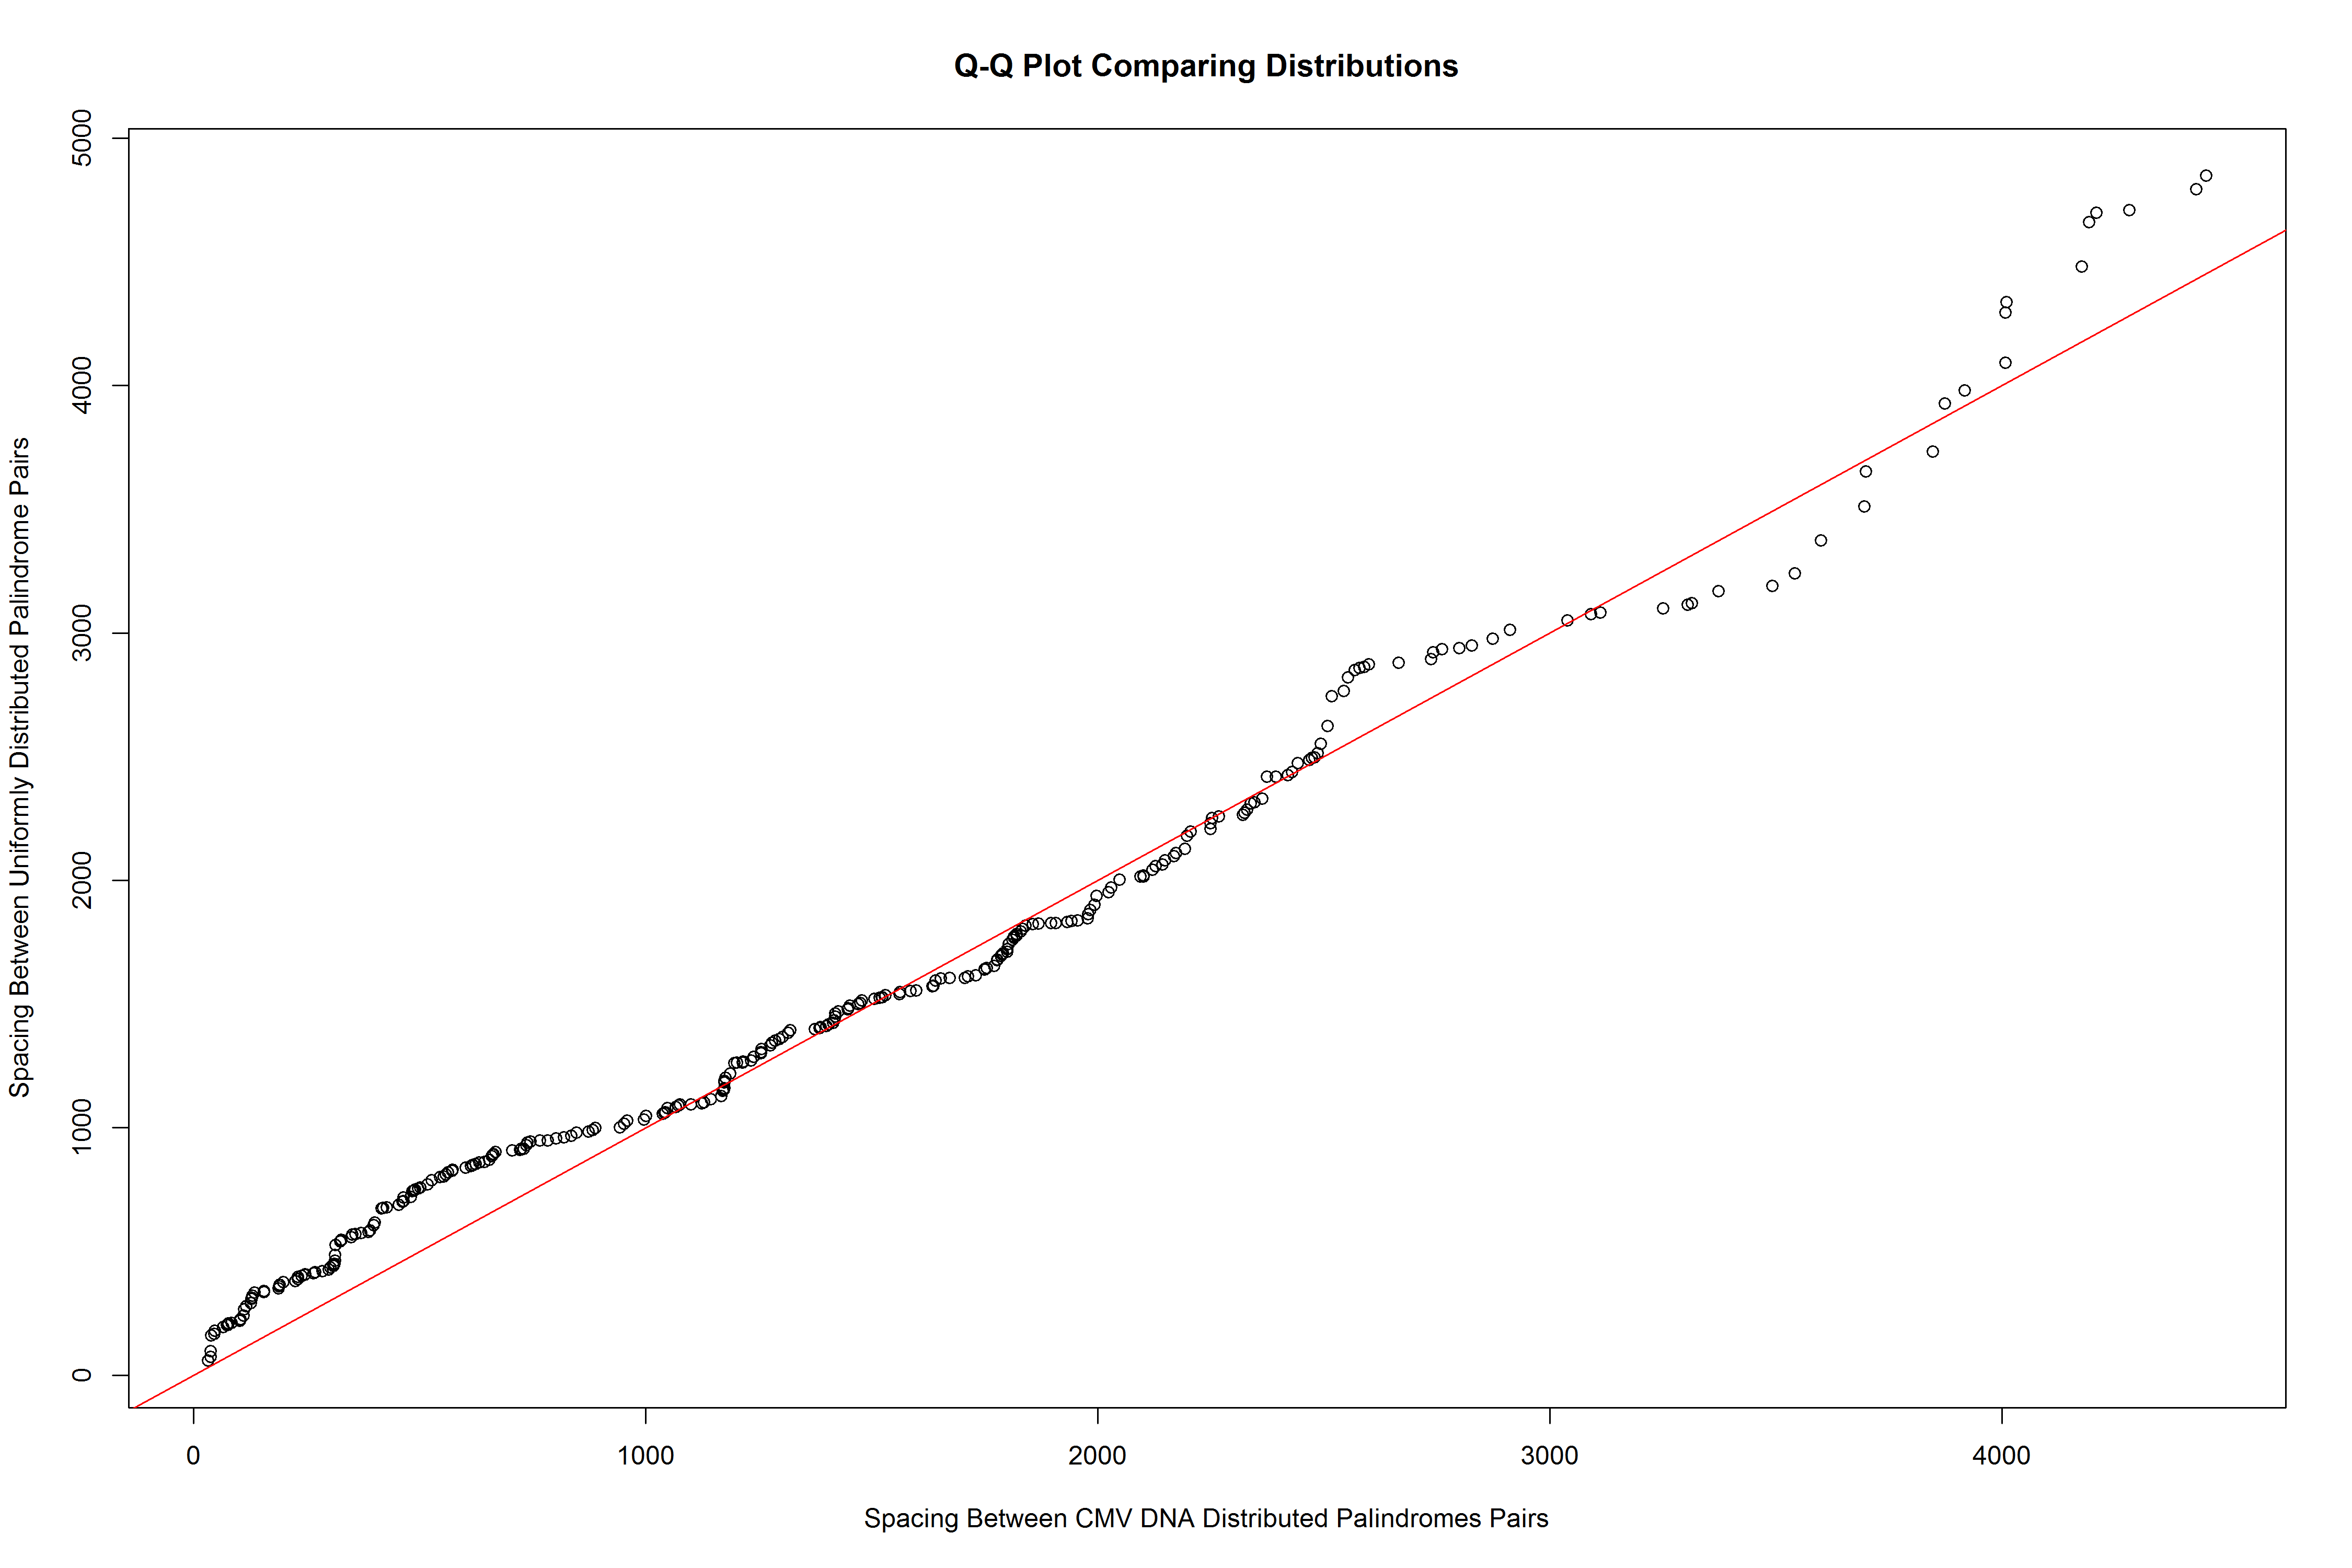 Q-Q Plot Comparing Distributions
Spacing Between Uniformly Distributed Palindrome Pairs
5000
4000
3000
2000
1000
0
0 1000 2000 3000 4000
Spacing Between CMV DNA Distributed Palindromes Pairs